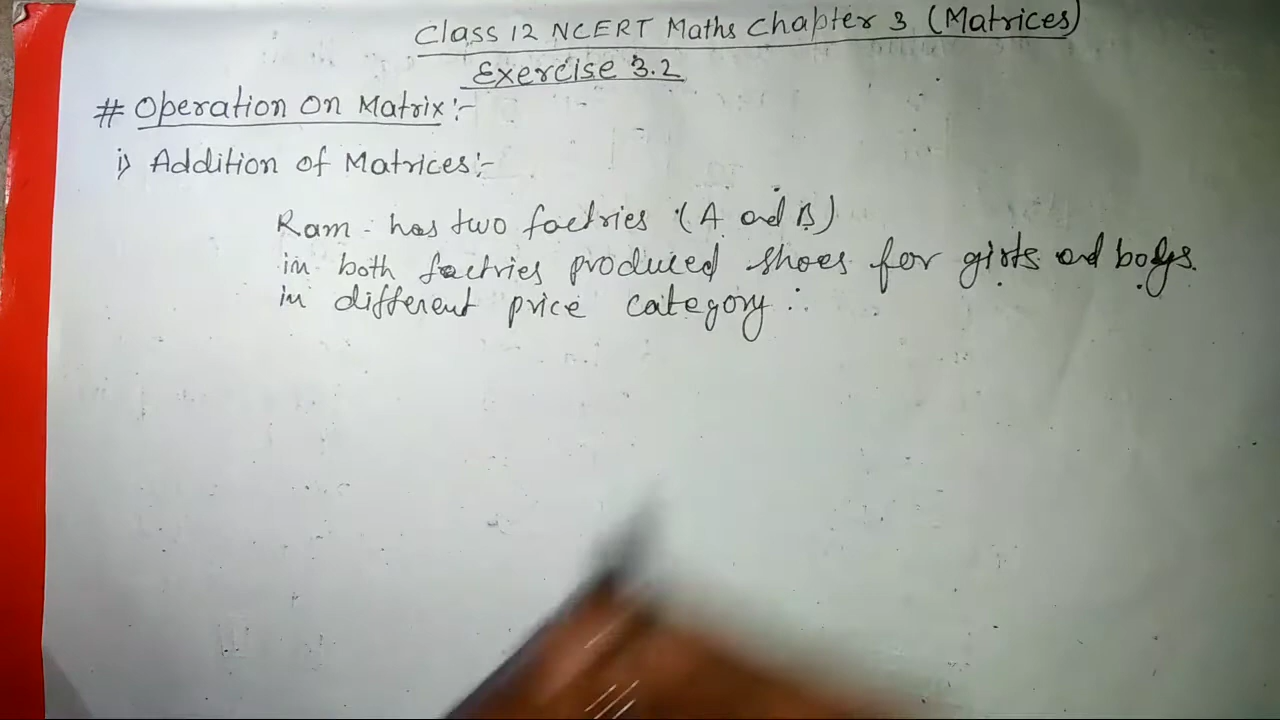 Class 12 NCERT Maths Chapter 3 (Matrices)
Exercise 3.2
# Operation On Matrix :-
i) Addition of Matrices :-
Ram has two factries (A and B)
in both factries produced shoes for girls and boys.
in different price category :